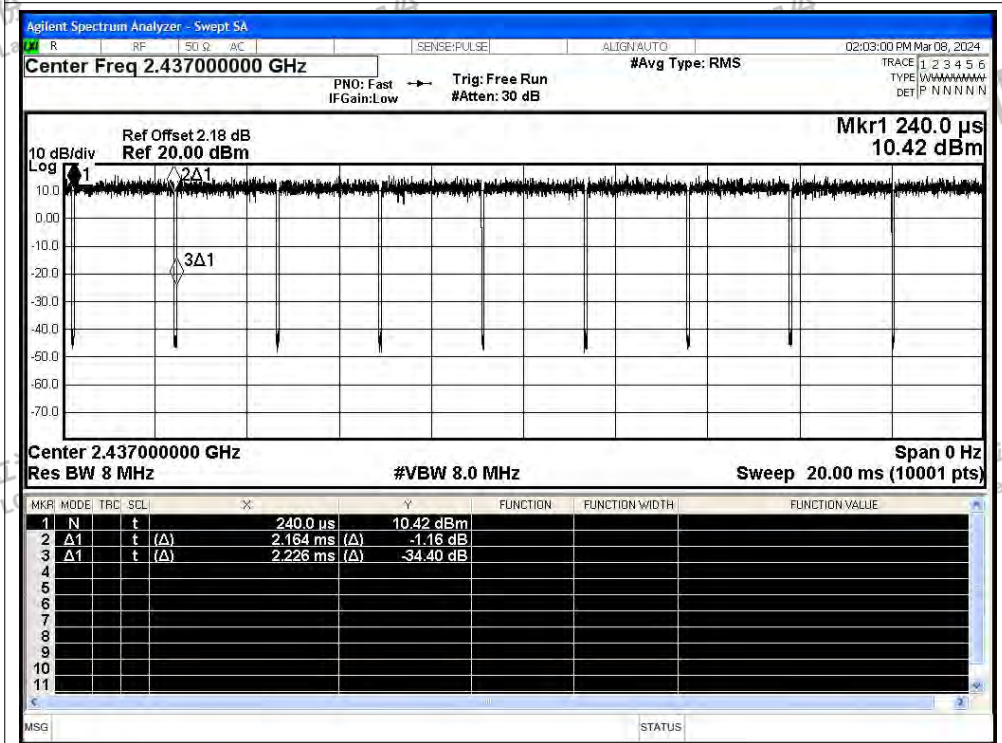 Agilent Spectrum Analyzer - Swept SA
R RF 50 Ω AC SENSE:PULSE ALIGN AUTO 02:03:00 PM Mar 08, 2024
Center Freq 2.437000000 GHz #Avg Type: RMS TRACE 1 2 3 4 5 6
PNO: Fast Trig: Free Run TYPE WWWWWW
IFGain:Low #Atten: 30 dB DET P N N N N N
Mkr1 240.0 µs
Ref Offset 2.18 dB
10 dB/div Ref 20.00 dBm 10.42 dBm
Log
1 2Δ1
10.0
0.00
-10.0
3Δ1
-20.0
-30.0
-40.0
-50.0
-60.0
-70.0
Center 2.437000000 GHz Span 0 Hz
Res BW 8 MHz #VBW 8.0 MHz Sweep 20.00 ms (10001 pts)
MKR MODE TRC SCL X Y FUNCTION FUNCTION WIDTH FUNCTION VALUE
1 N t 240.0 µs 10.42 dBm
2 Δ1 t (Δ) 2.164 ms (Δ) -1.16 dB
3 Δ1 t (Δ) 2.226 ms (Δ) -34.40 dB
4
5
6
7
8
9
10
11
MSG STATUS